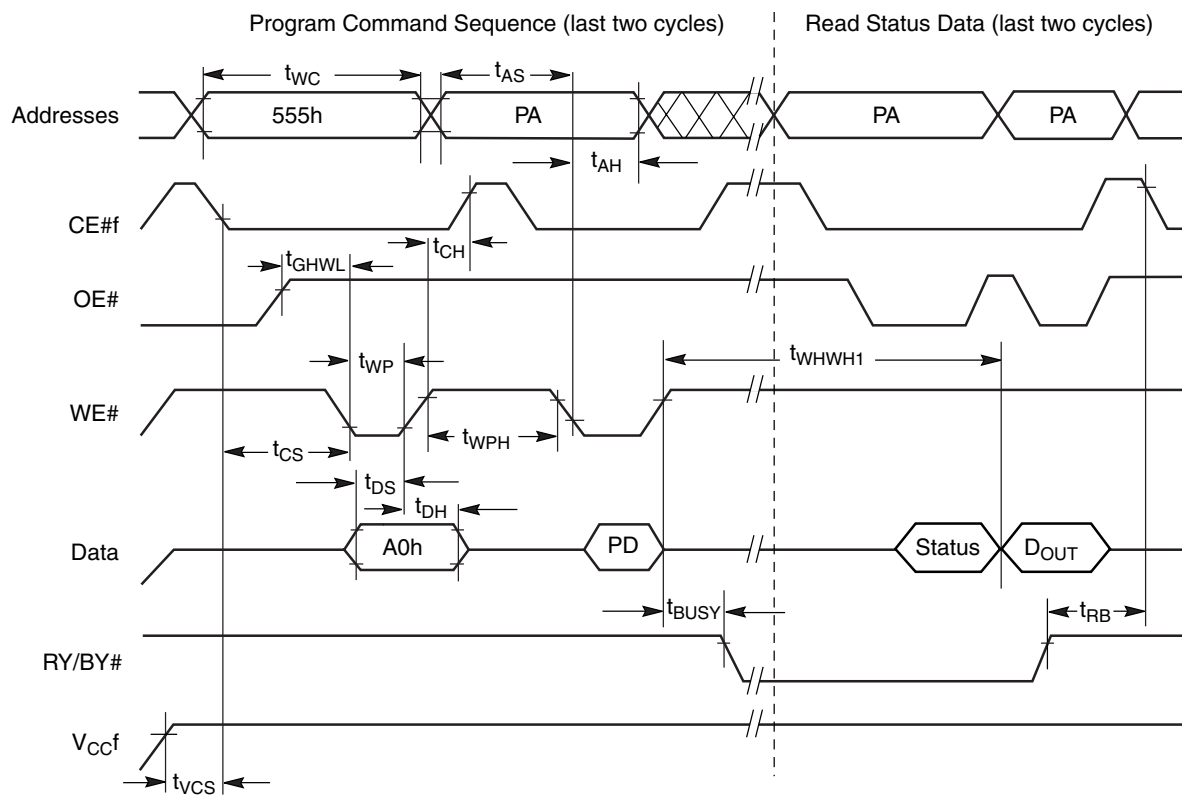 Program Command Sequence (last two cycles)
Read Status Data (last two cycles)
tWC
tAS
Addresses
555h
PA
PA
PA
tAH
CE#f
tCH
tGHWL
OE#
tWP
tWHWH1
WE#
tCS
tWPH
tDS
tDH
Data
A0h
PD
Status
DOUT
tBUSY
tRB
RY/BY#
VCCf
tVCS